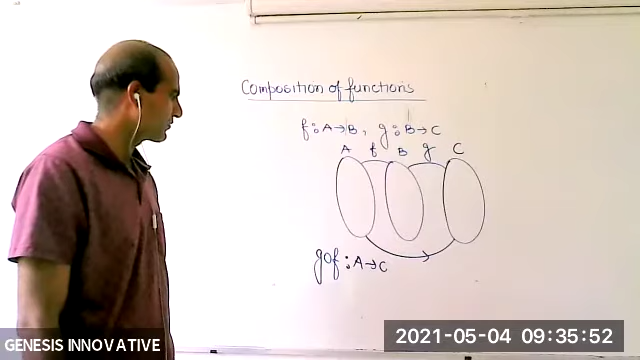 Composition of functions
f: A→B, g: B→C
A f B g C
gof: A→C
GENESIS INNOVATIVE
2021-05-04 09:35:52